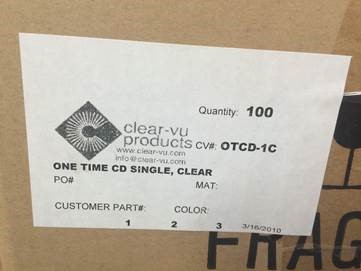 Quantity: 100
clear-vu
products CV#: OTCD-1C
www.clear-vu.com
info@clear-vu.com
ONE TIME CD SINGLE, CLEAR
PO#
MAT:
CUSTOMER PART#:
COLOR:
1 2 3 3/16/2010
FRAG